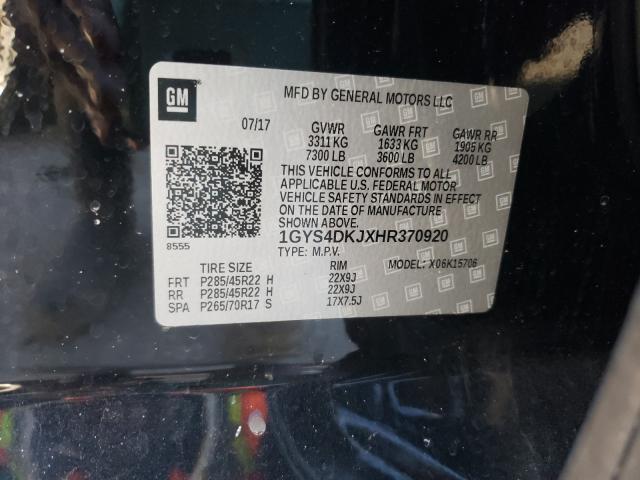 GM
MFD BY GENERAL MOTORS LLC
07/17 GVWR GAWR FRT GAWR RR
3311 KG 1633 KG 1905 KG
7300 LB 3600 LB 4200 LB
THIS VEHICLE CONFORMS TO ALL
APPLICABLE U.S. FEDERAL MOTOR
VEHICLE SAFETY STANDARDS IN EFFECT
ON THE DATE OF MANUFACTURE
SHOWN ABOVE.
8555 1GYS4DKJXHR370920
TYPE: M.P.V. MODEL: X06K15706
TIRE SIZE RIM
FRT P285/45R22 H 22X9J
RR P285/45R22 H 22X9J
SPA P265/70R17 S 17X7.5J